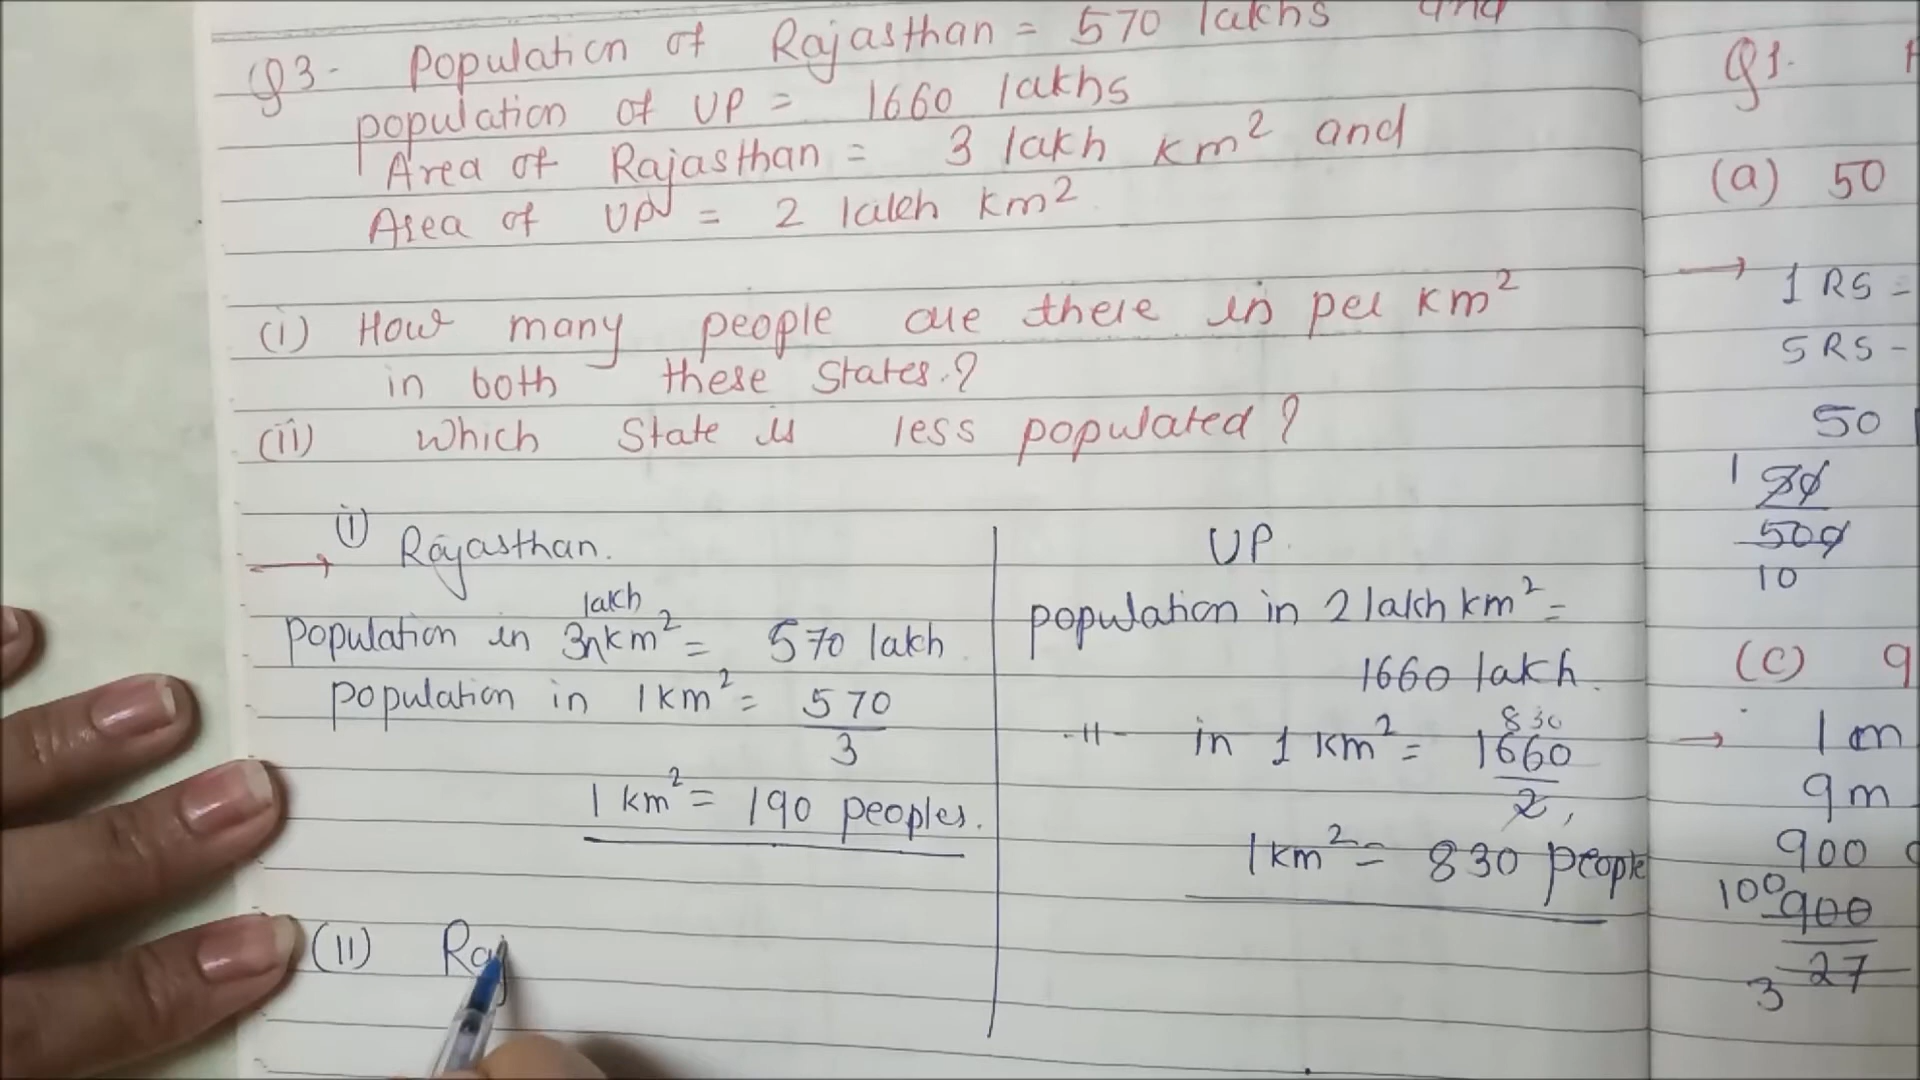 Q3- Population of Rajasthan = 570 lakhs and
population of UP = 1660 lakhs
Area of Rajasthan = 3 lakh km² and
Area of UP = 2 lakh km²
(i) How many people are there in per km²
in both these states.?
(ii) Which State is less populated?
(i) Rajasthan.
lakh
population in 3 km² = 570 lakh
population in 1 km² = 570
3
1 km² = 190 peoples.
(11) Raj
UP.
population in 2 lakh km² =
1660 lakh.
-11- in 1 km² = 1660
830
2,
1 km² = 830 people
Q1.
(a) 50
→ 1 RS =
5 RS -
50
1 50
500
10
(c) 9
→ 1 m
9 m
900
100 900
27
3